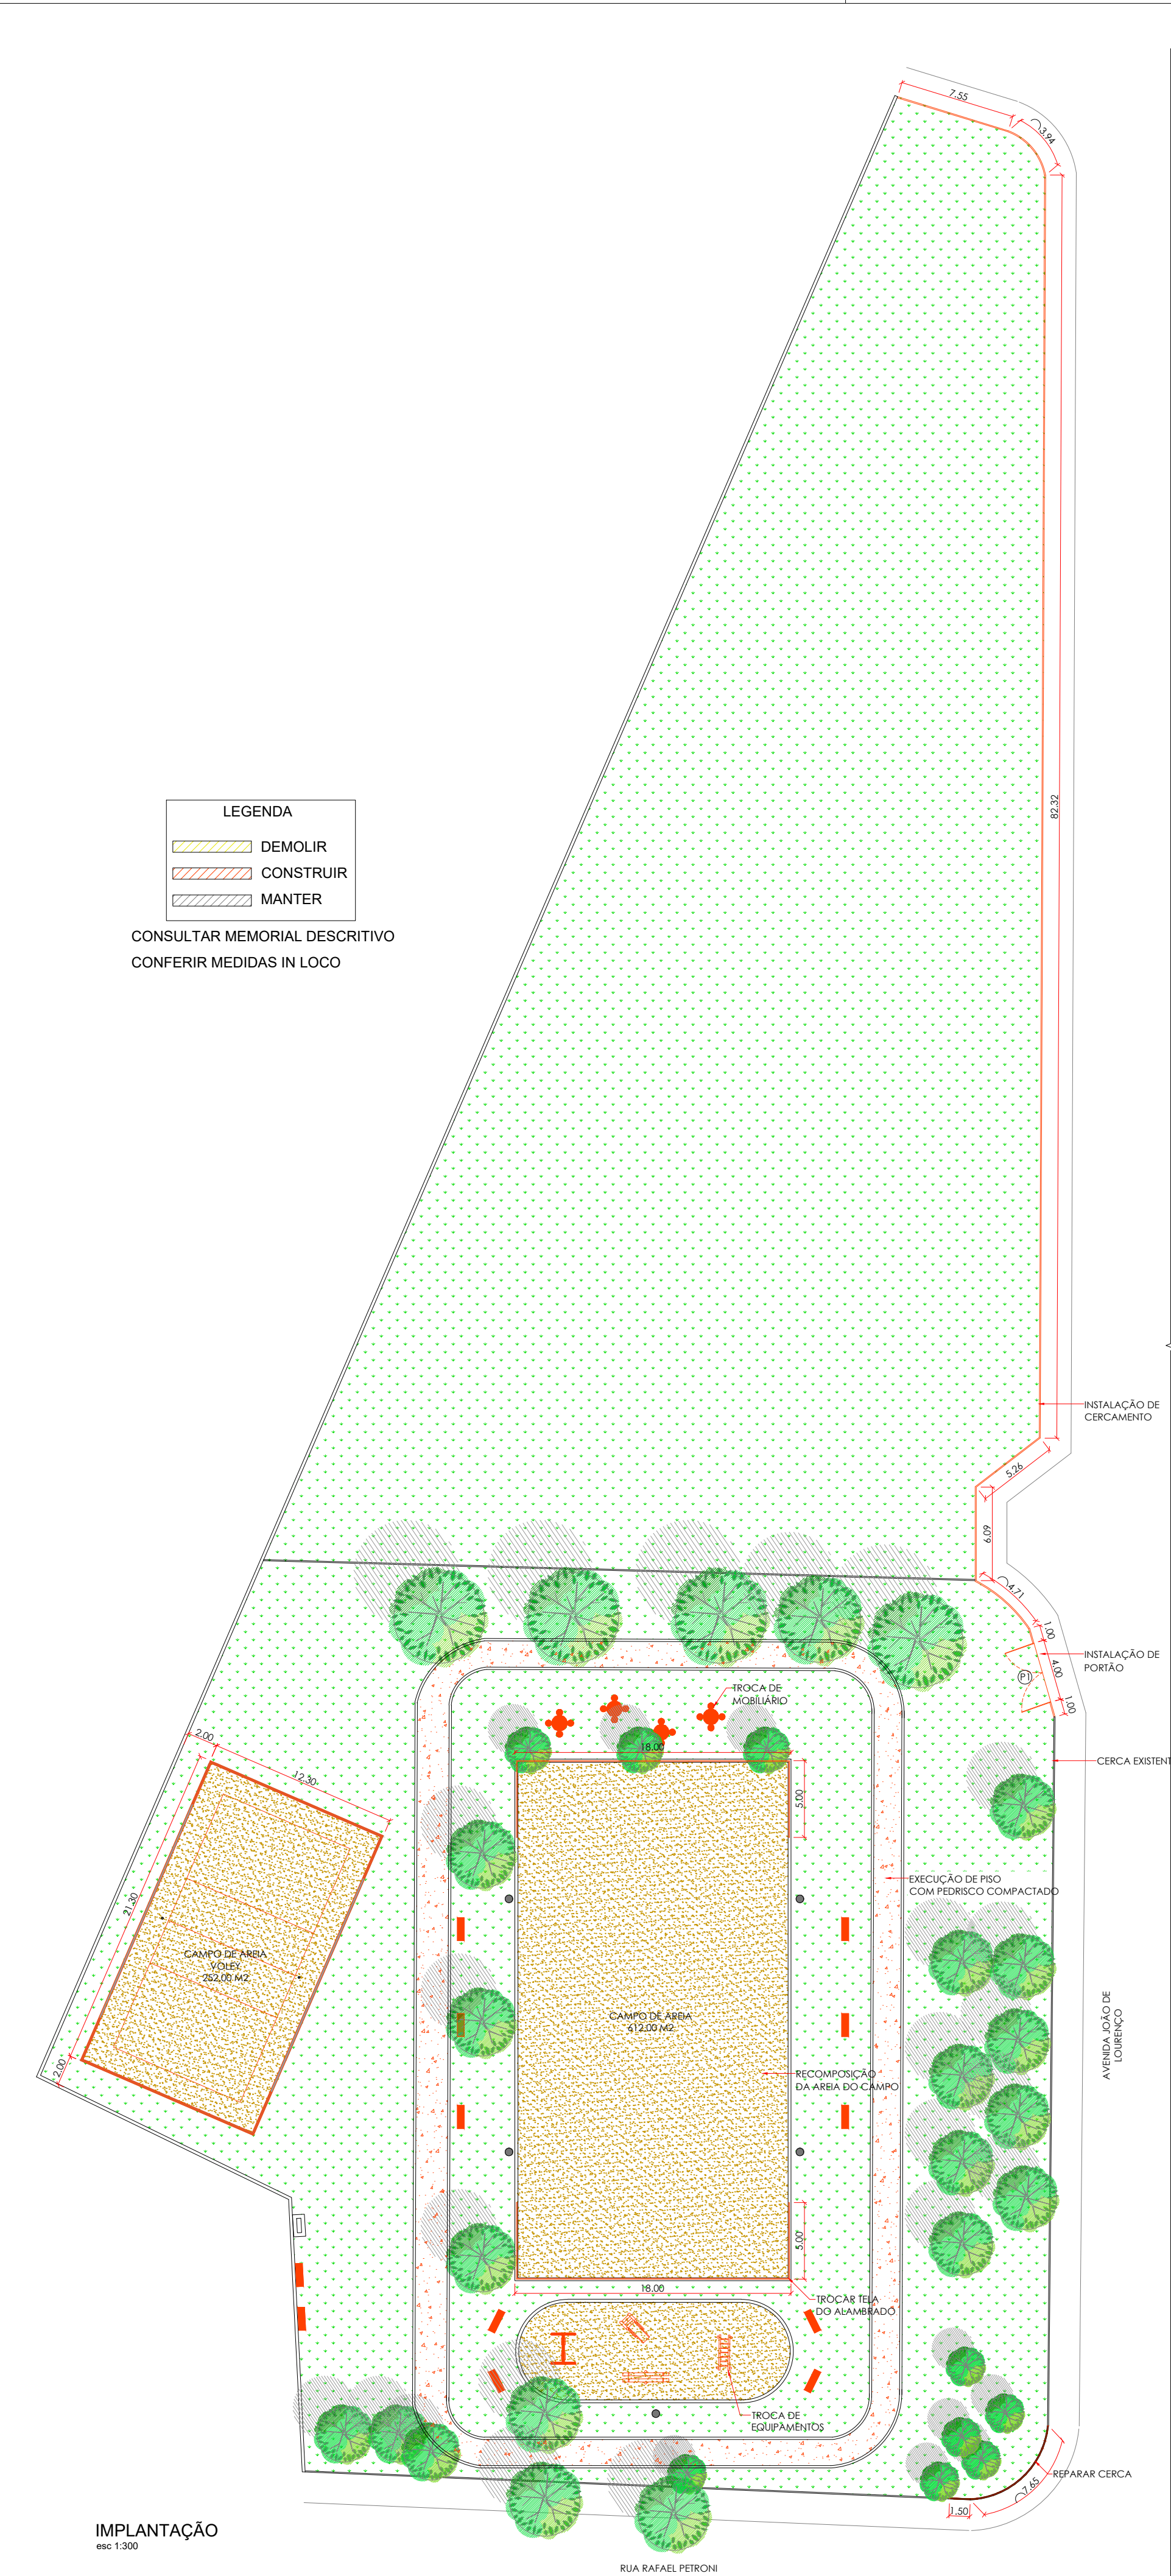 7.55
3.94
LEGENDA
DEMOLIR
CONSTRUIR
MANTER
82.32
CONSULTAR MEMORIAL DESCRITIVO
CONFERIR MEDIDAS IN LOCO
INSTALAÇÃO DE
CERCAMENTO
5.26
6.09
4.71
1.00
INSTALAÇÃO DE
PORTÃO
4.00
P1
1.00
TROCA DE
MOBILIÁRIO
2.00
18.00
CERCA EXISTENT
12.30
5.00
EXECUÇÃO DE PISO
COM PEDRISCO COMPACTADO
21.30
CAMPO DE AREIA
VOLEY
252,00 M2
CAMPO DE AREIA
612,00 M2
AVENIDA JOÃO DE
LOURENÇO
2.00
RECOMPOSIÇÃO
DA AREIA DO CAMPO
5.00
18.00
TROCAR TELA
DO ALAMBRADO
TROCA DE
EQUIPAMENTOS
REPARAR CERCA
7.65
1.50
IMPLANTAÇÃO
esc 1:300
RUA RAFAEL PETRONI